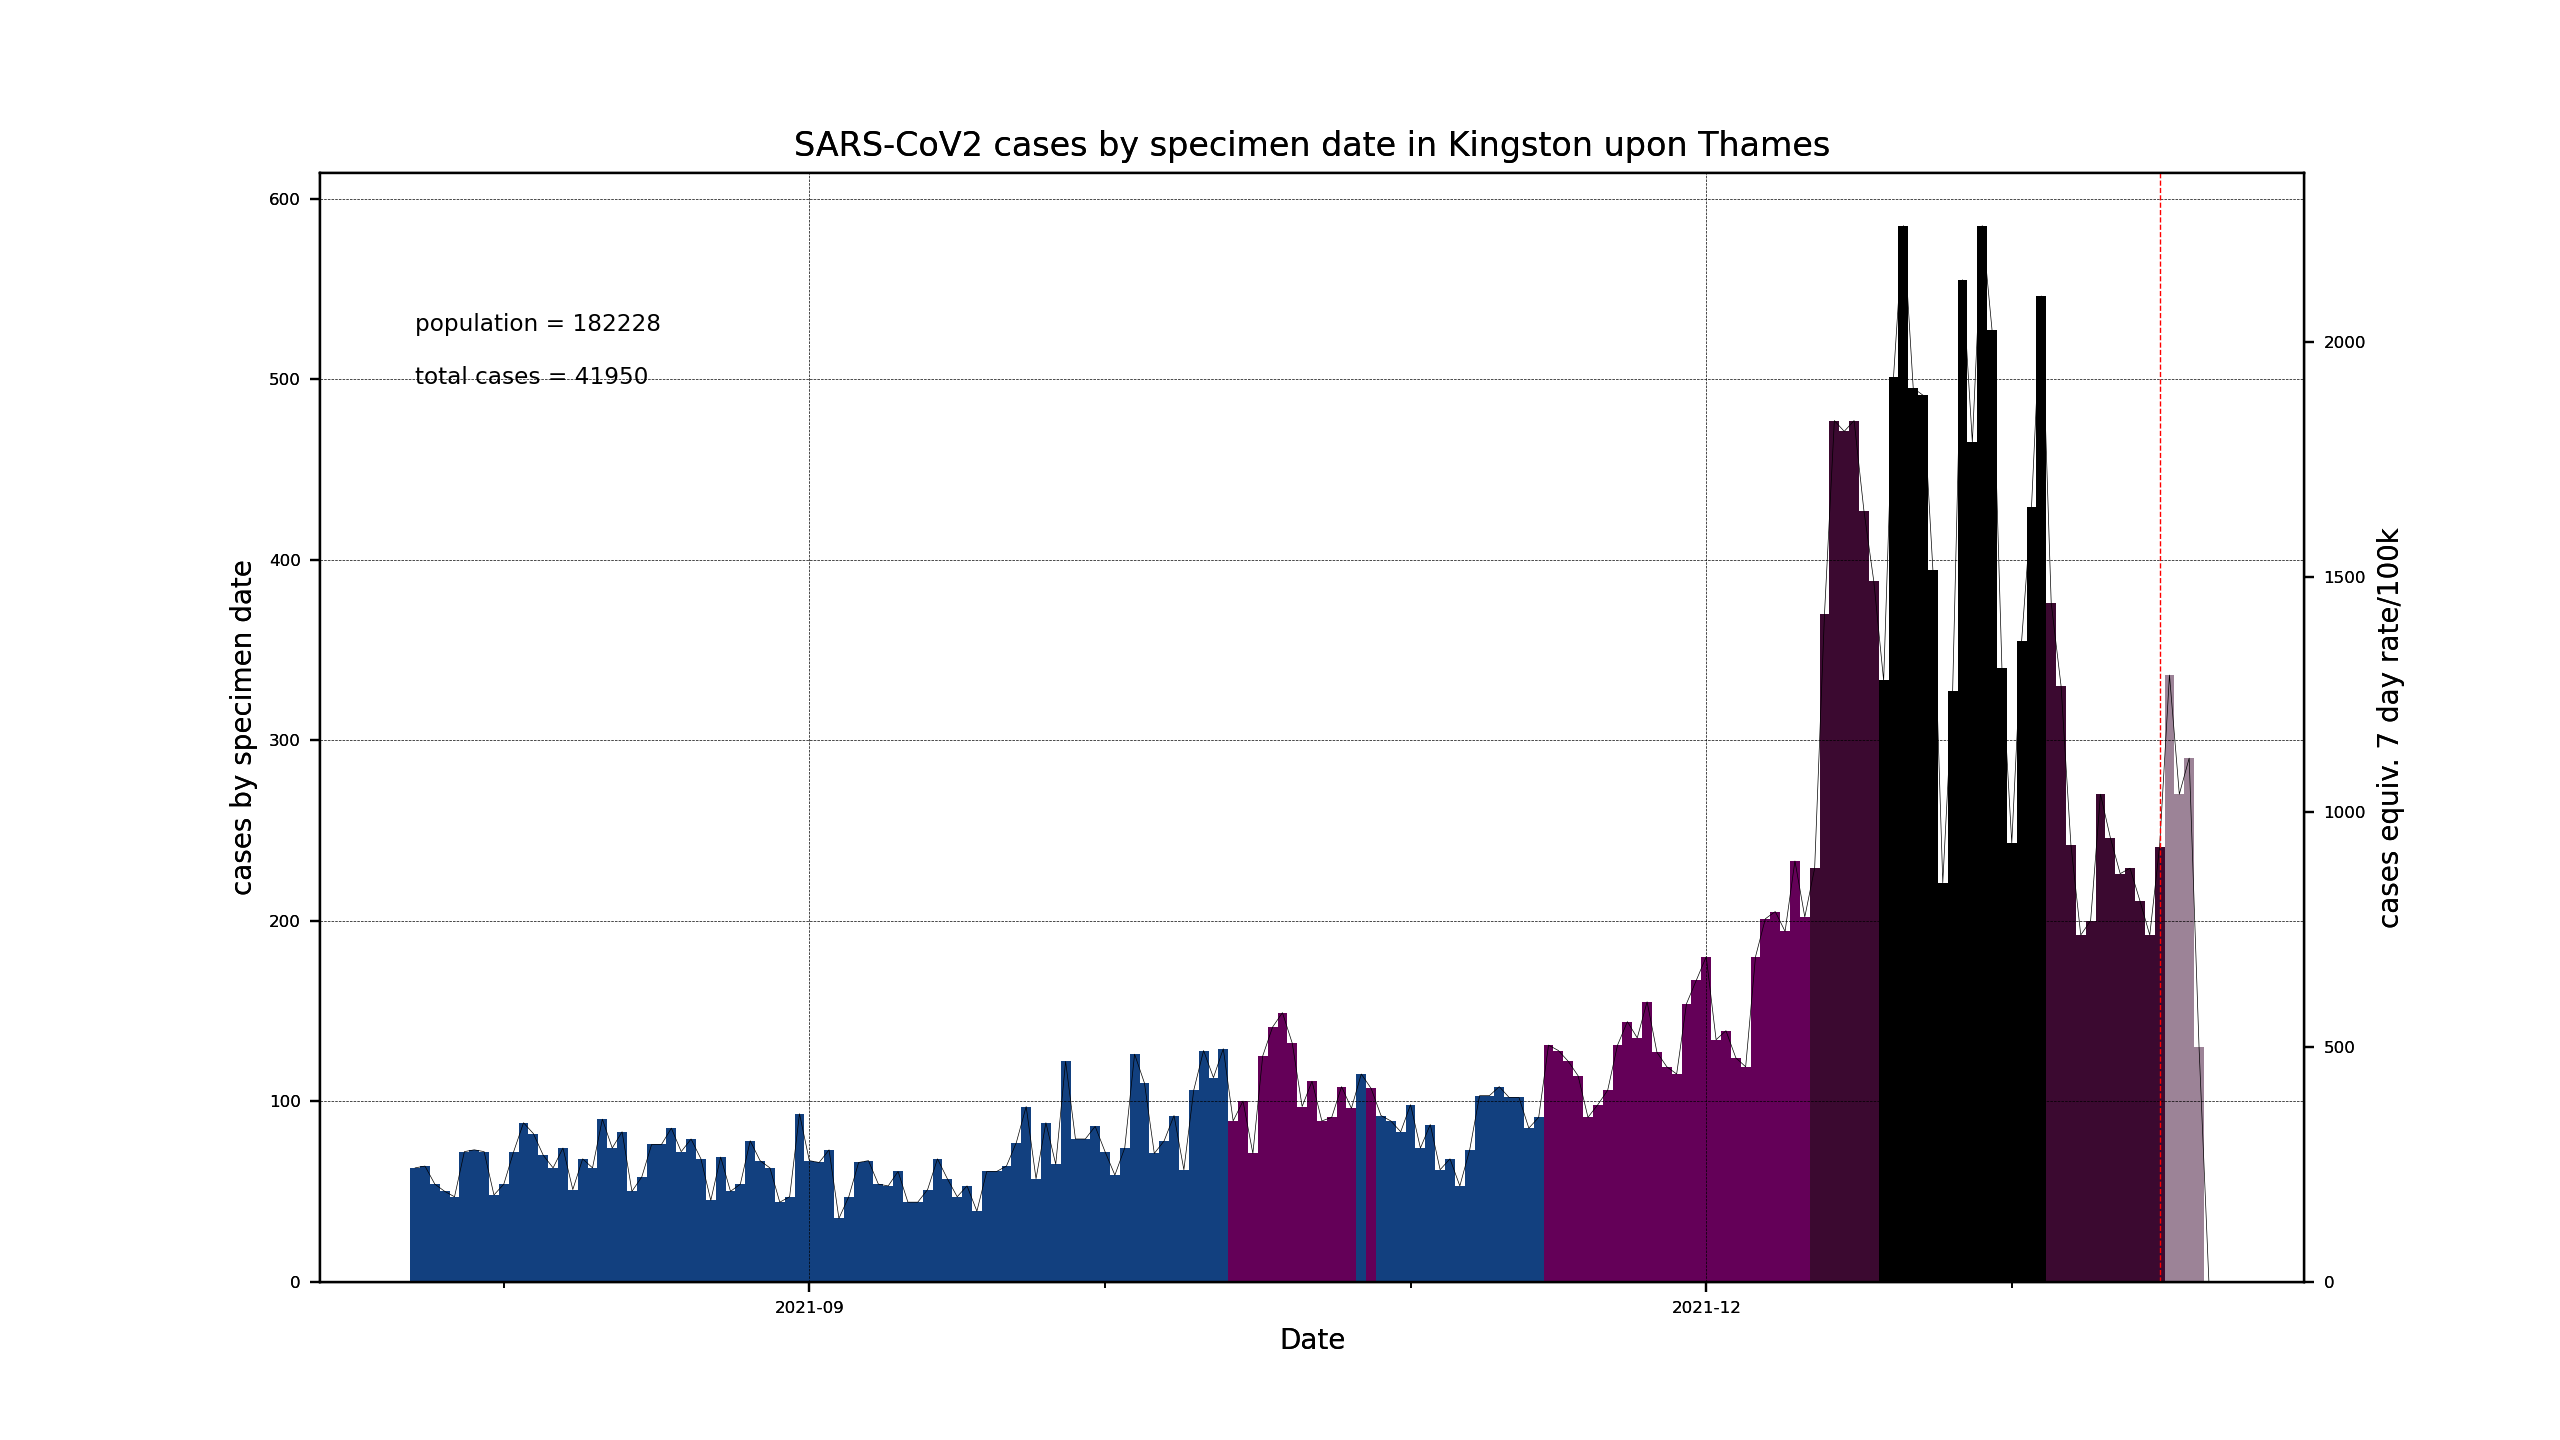 SARS-CoV2 cases by specimen date in Kingston upon Thames
population = 182228
total cases = 41950
cases by specimen date
600
500
400
300
200
100
0
2000
1500
1000
500
0
cases equiv. 7 day rate/100k
2021-09
2021-12
Date